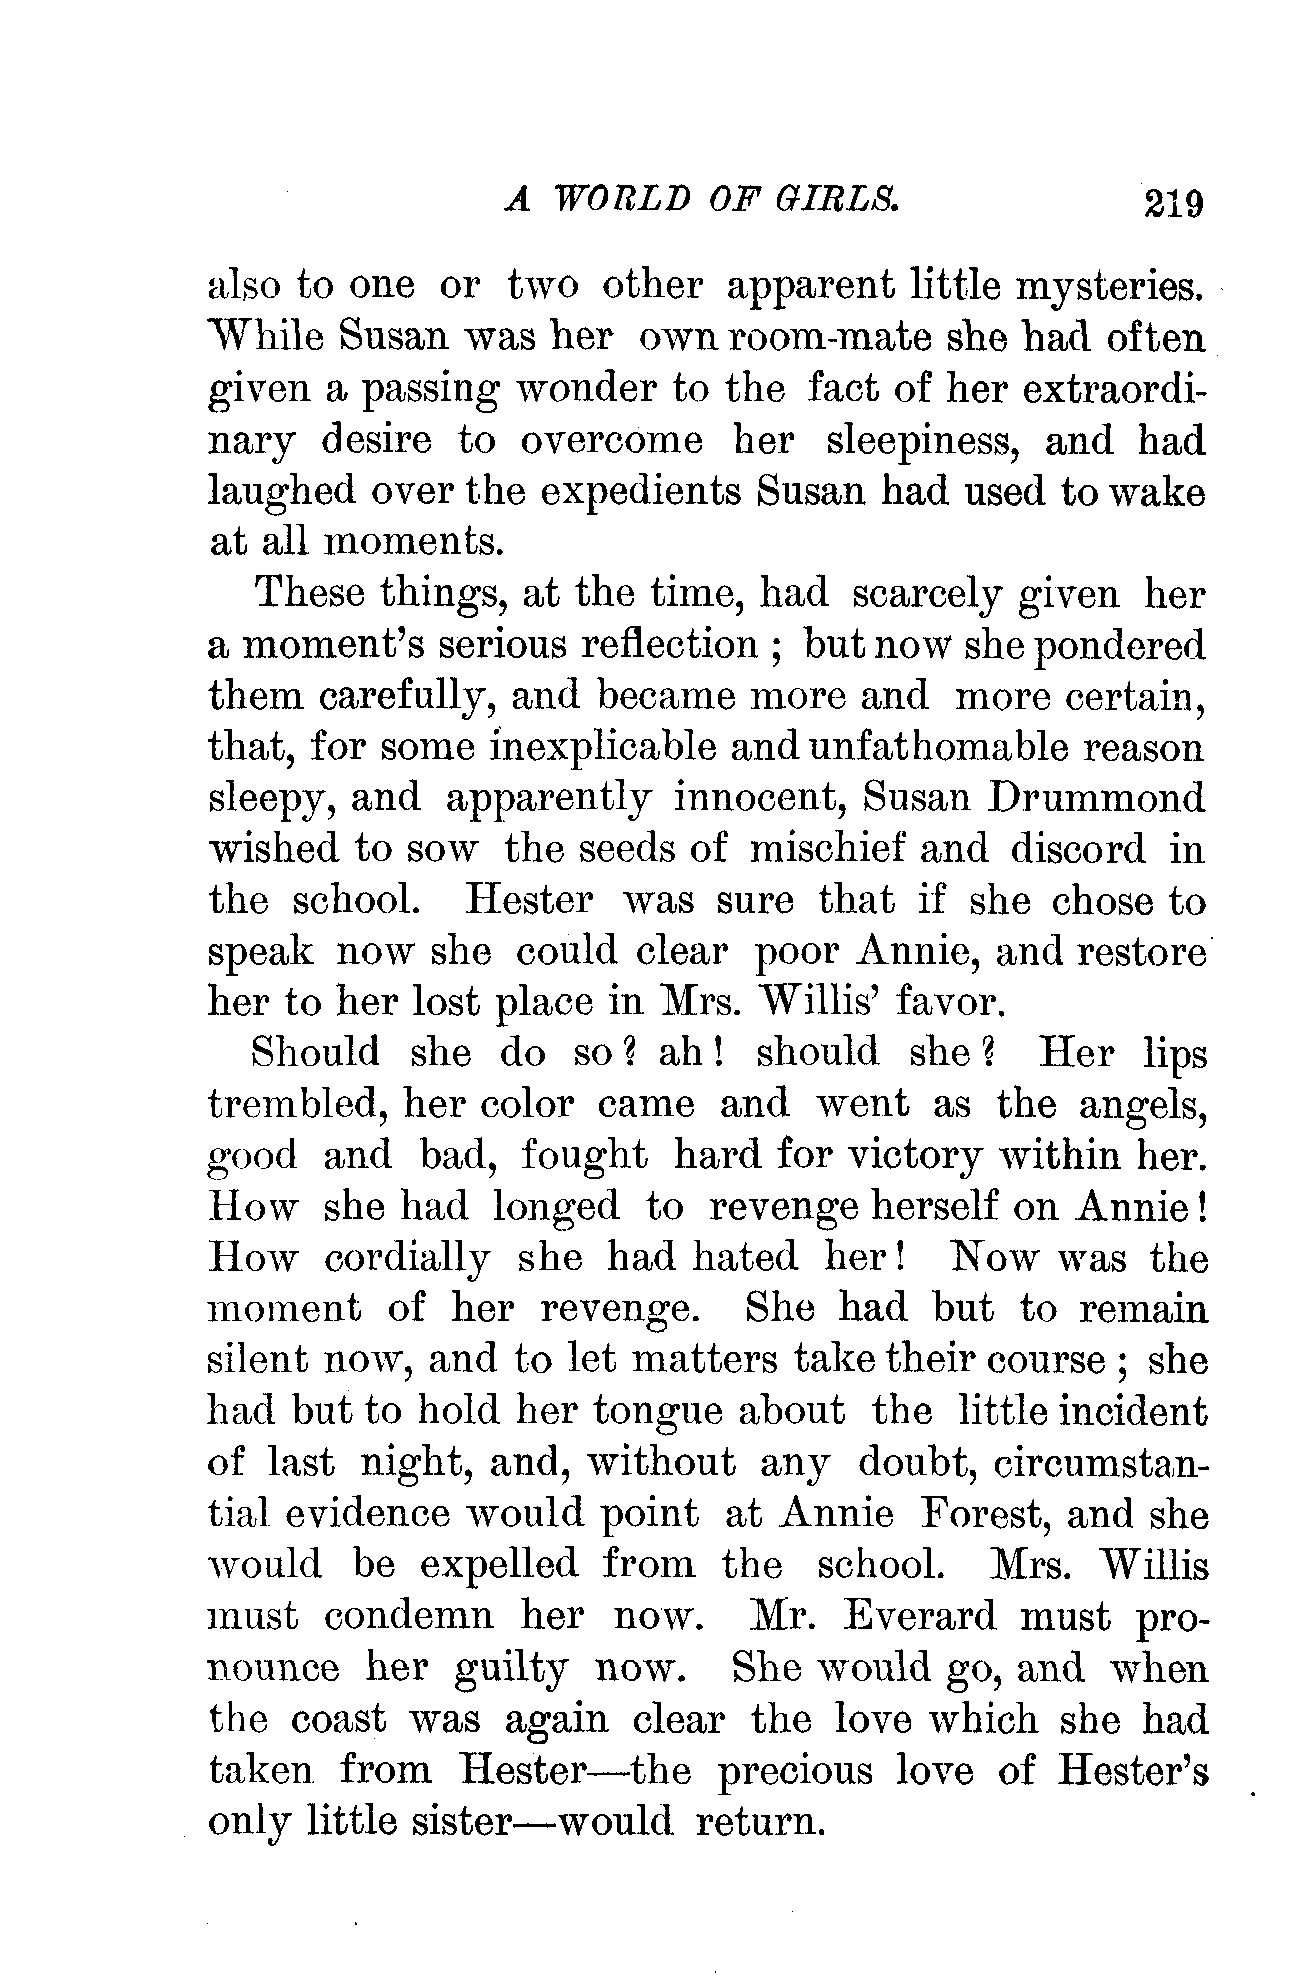 A WORLD OF GIRLS. 219
also to one or two other apparent little mysteries.
While Susan was her own room-mate she had often
given a passing wonder to the fact of her extraordi-
nary desire to overcome her sleepiness, and had
laughed over the expedients Susan had used to wake
at all moments.
These things, at the time, had scarcely given her
a moment's serious reflection ; but now she pondered
them carefully, and became more and more certain,
that, for some inexplicable and unfathomable reason
sleepy, and apparently innocent, Susan Drummond
wished to sow the seeds of mischief and discord in
the school. Hester was sure that if she chose to
speak now she could clear poor Annie, and restore
her to her lost place in Mrs. Willis' favor.
Should she do so ? ah ! should she ? Her lips
trembled, her color came and went as the angels,
good and bad, fought hard for victory within her.
How she had longed to revenge herself on Annie !
How cordially she had hated her ! Now was the
moment of her revenge. She had but to remain
silent now, and to let matters take their course ; she
had but to hold her tongue about the little incident
of last night, and, without any doubt, circumstan-
tial evidence would point at Annie Forest, and she
would be expelled from the school. Mrs. Willis
must condemn her now. Mr. Everard must pro-
nounce her guilty now. She would go, and when
the coast was again clear the love which she had
taken from Hester—the precious love of Hester's
only little sister—would return.